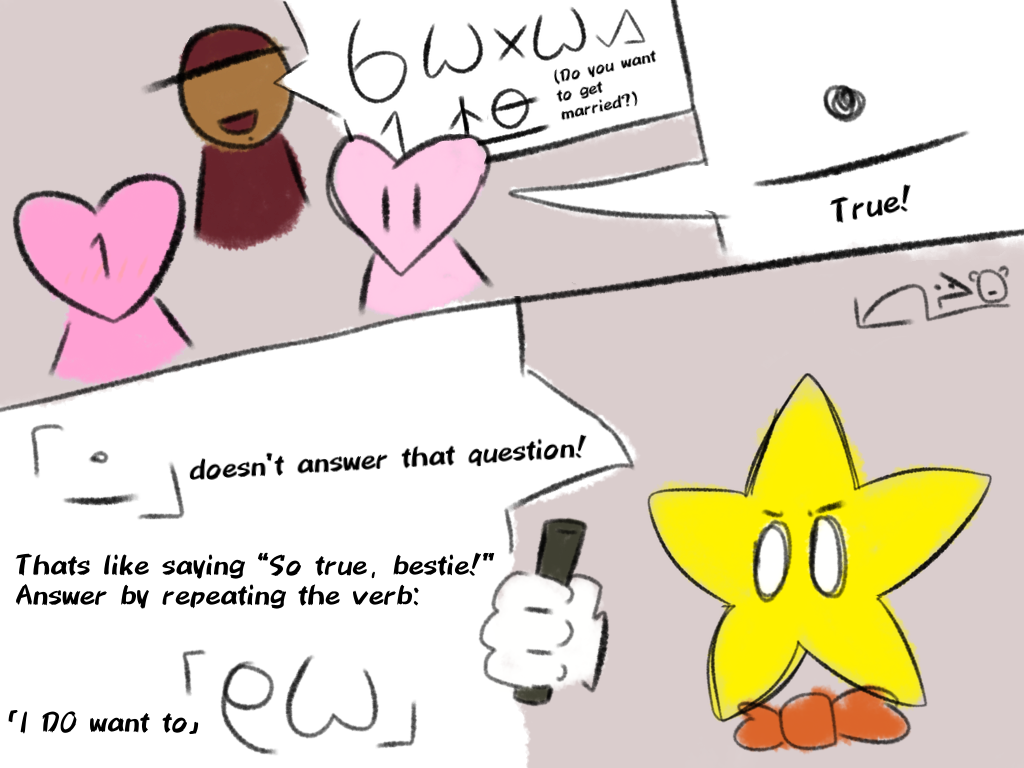 (Do you want
to get
married?)
True!
doesn't answer that question!
Thats like saying "So true, bestie!"
Answer by repeating the verb:
「I DO want to」